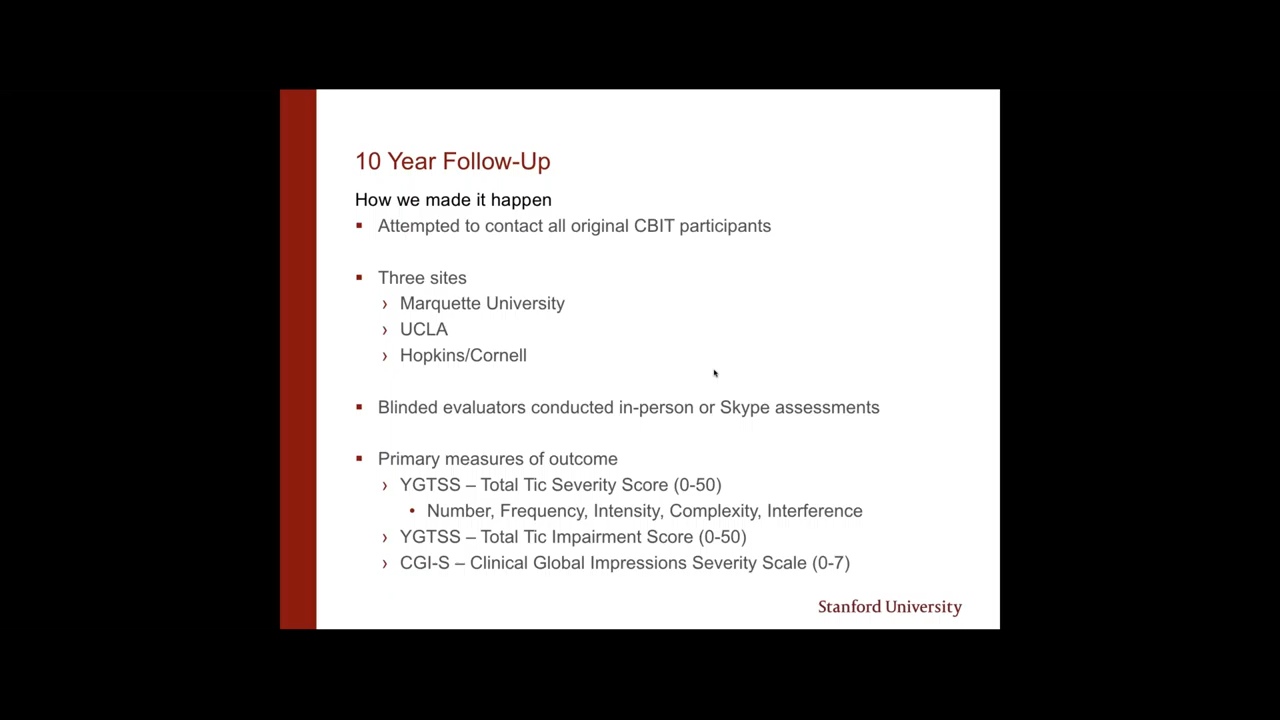 10 Year Follow-Up
How we made it happen
▪ Attempted to contact all original CBIT participants
▪ Three sites
› Marquette University
› UCLA
› Hopkins/Cornell
▪ Blinded evaluators conducted in-person or Skype assessments
▪ Primary measures of outcome
› YGTSS – Total Tic Severity Score (0-50)
• Number, Frequency, Intensity, Complexity, Interference
› YGTSS – Total Tic Impairment Score (0-50)
› CGI-S – Clinical Global Impressions Severity Scale (0-7)
Stanford University